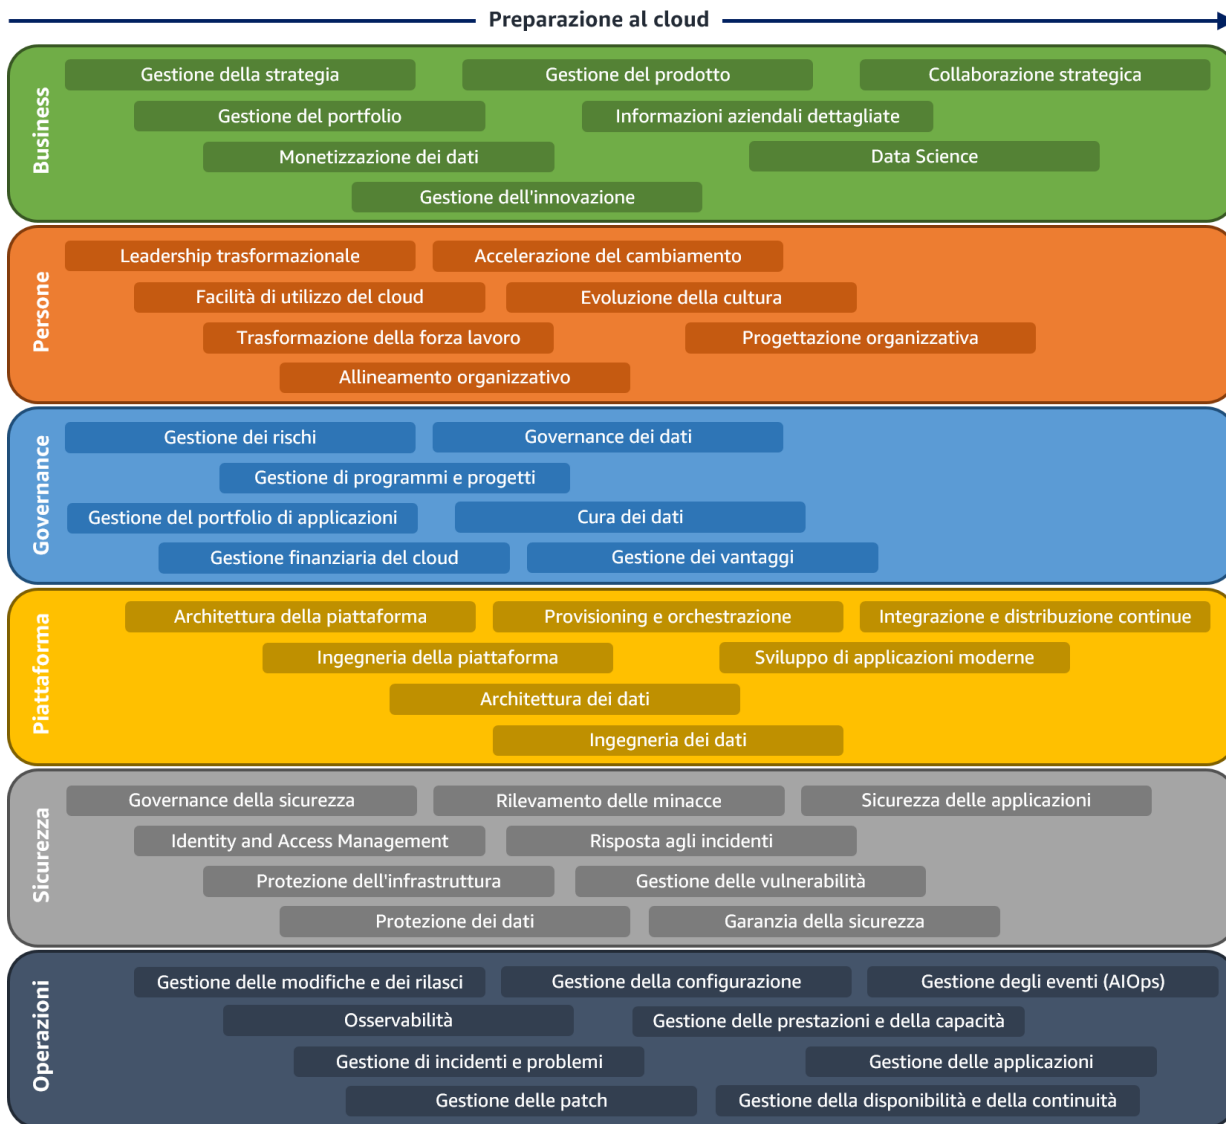 Preparazione al cloud
Business
Gestione della strategia
Gestione del prodotto
Collaborazione strategica
Gestione del portfolio
Informazioni aziendali dettagliate
Monetizzazione dei dati
Data Science
Gestione dell'innovazione
Persone
Leadership trasformazionale
Accelerazione del cambiamento
Facilità di utilizzo del cloud
Evoluzione della cultura
Trasformazione della forza lavoro
Progettazione organizzativa
Allineamento organizzativo
Governance
Gestione dei rischi
Governance dei dati
Gestione di programmi e progetti
Gestione del portfolio di applicazioni
Cura dei dati
Gestione finanziaria del cloud
Gestione dei vantaggi
Piattaforma
Architettura della piattaforma
Provisioning e orchestrazione
Integrazione e distribuzione continue
Ingegneria della piattaforma
Sviluppo di applicazioni moderne
Architettura dei dati
Ingegneria dei dati
Sicurezza
Governance della sicurezza
Rilevamento delle minacce
Sicurezza delle applicazioni
Identity and Access Management
Risposta agli incidenti
Protezione dell'infrastruttura
Gestione delle vulnerabilità
Protezione dei dati
Garanzia della sicurezza
Operazioni
Gestione delle modifiche e dei rilasci
Gestione della configurazione
Gestione degli eventi (AIOps)
Osservabilità
Gestione delle prestazioni e della capacità
Gestione di incidenti e problemi
Gestione delle applicazioni
Gestione delle patch
Gestione della disponibilità e della continuità